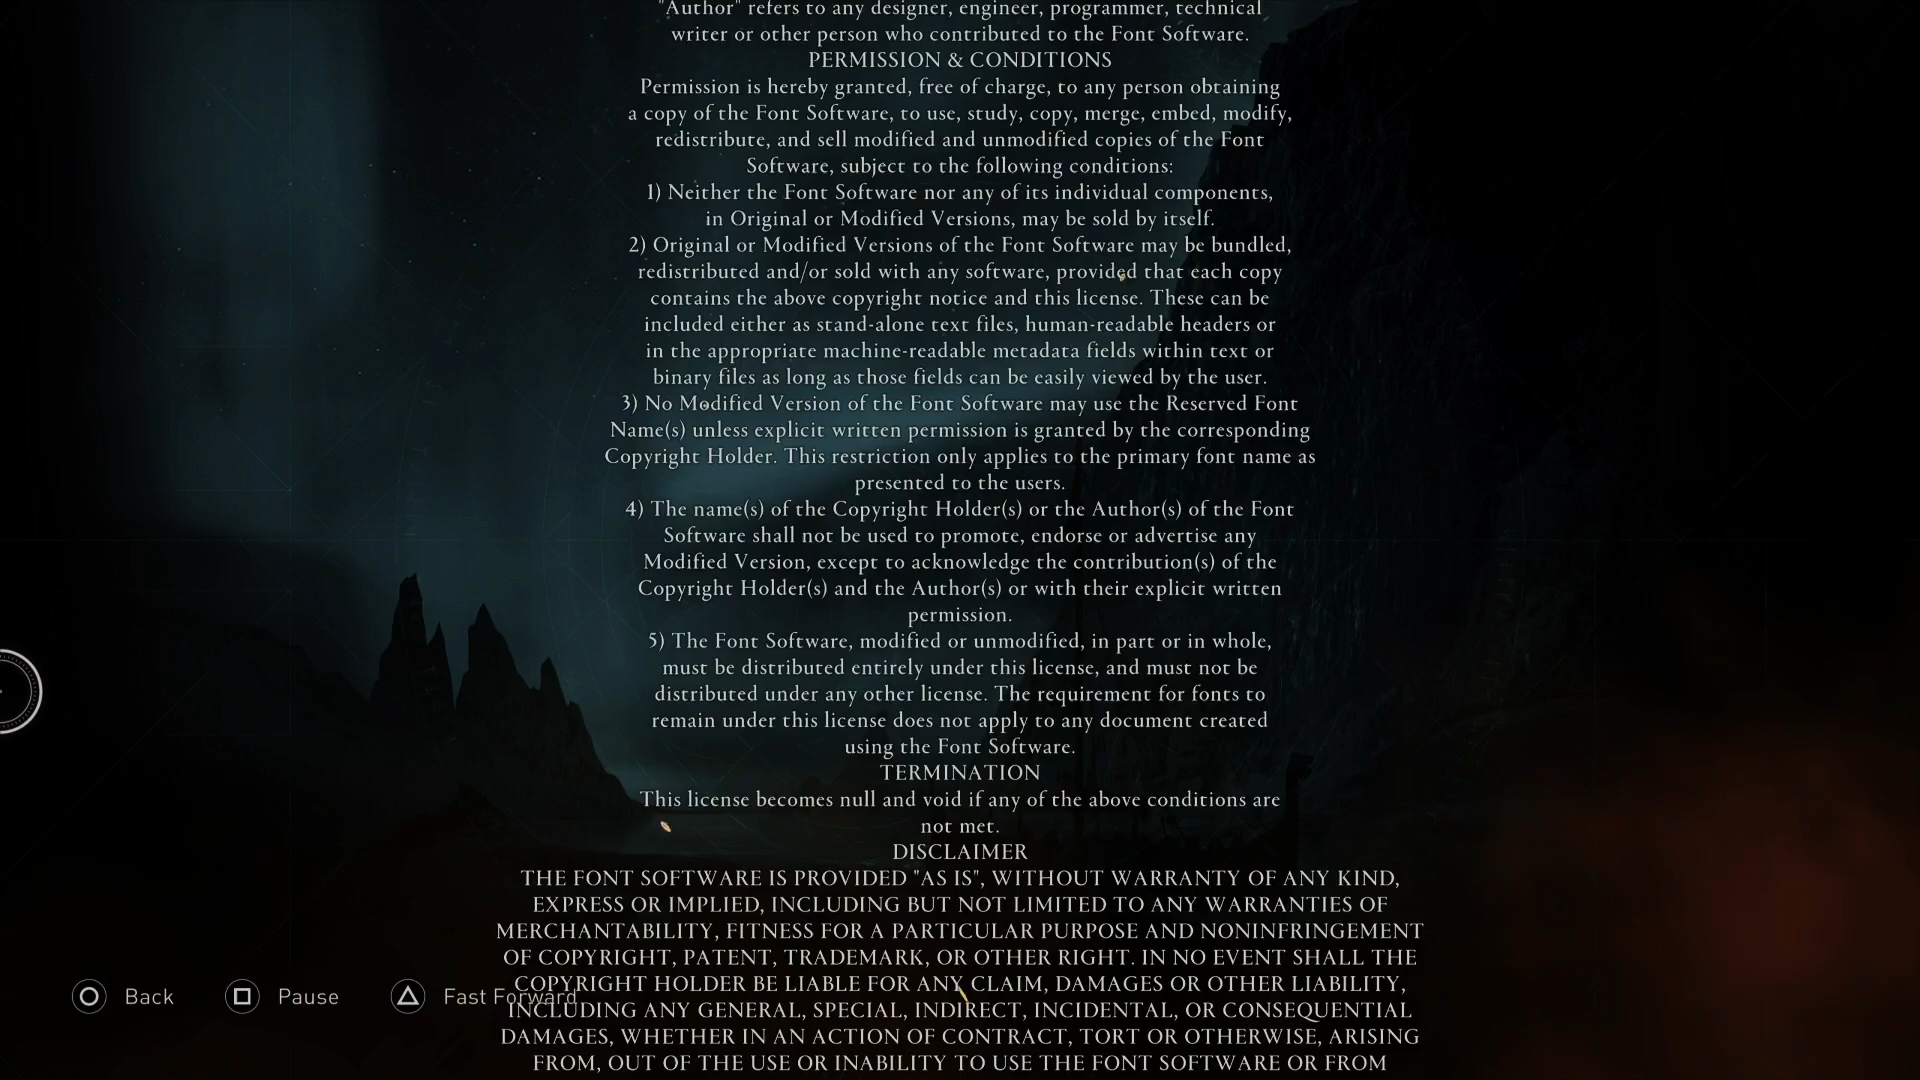 "Author" refers to any designer, engineer, programmer, technical
writer or other person who contributed to the Font Software.
PERMISSION & CONDITIONS
Permission is hereby granted, free of charge, to any person obtaining
a copy of the Font Software, to use, study, copy, merge, embed, modify,
redistribute, and sell modified and unmodified copies of the Font
Software, subject to the following conditions:
1) Neither the Font Software nor any of its individual components,
in Original or Modified Versions, may be sold by itself.
2) Original or Modified Versions of the Font Software may be bundled,
redistributed and/or sold with any software, provided that each copy
contains the above copyright notice and this license. These can be
included either as stand-alone text files, human-readable headers or
in the appropriate machine-readable metadata fields within text or
binary files as long as those fields can be easily viewed by the user.
3) No Modified Version of the Font Software may use the Reserved Font
Name(s) unless explicit written permission is granted by the corresponding
Copyright Holder. This restriction only applies to the primary font name as
presented to the users.
4) The name(s) of the Copyright Holder(s) or the Author(s) of the Font
Software shall not be used to promote, endorse or advertise any
Modified Version, except to acknowledge the contribution(s) of the
Copyright Holder(s) and the Author(s) or with their explicit written
permission.
5) The Font Software, modified or unmodified, in part or in whole,
must be distributed entirely under this license, and must not be
distributed under any other license. The requirement for fonts to
remain under this license does not apply to any document created
using the Font Software.
TERMINATION
This license becomes null and void if any of the above conditions are
not met.
DISCLAIMER
THE FONT SOFTWARE IS PROVIDED "AS IS", WITHOUT WARRANTY OF ANY KIND,
EXPRESS OR IMPLIED, INCLUDING BUT NOT LIMITED TO ANY WARRANTIES OF
MERCHANTABILITY, FITNESS FOR A PARTICULAR PURPOSE AND NONINFRINGEMENT
OF COPYRIGHT, PATENT, TRADEMARK, OR OTHER RIGHT. IN NO EVENT SHALL THE
COPYRIGHT HOLDER BE LIABLE FOR ANY CLAIM, DAMAGES OR OTHER LIABILITY,
INCLUDING ANY GENERAL, SPECIAL, INDIRECT, INCIDENTAL, OR CONSEQUENTIAL
DAMAGES, WHETHER IN AN ACTION OF CONTRACT, TORT OR OTHERWISE, ARISING
FROM, OUT OF THE USE OR INABILITY TO USE THE FONT SOFTWARE OR FROM
Back Pause Fast Forward